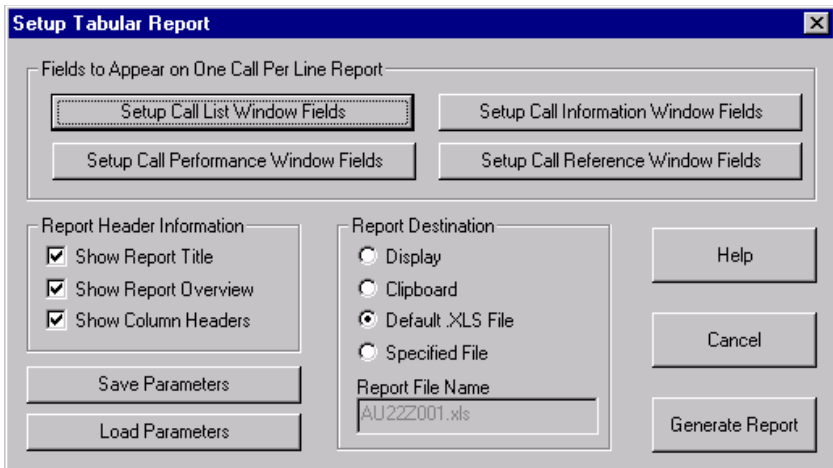 Setup Tabular Report
Fields to Appear on One Call Per Line Report
Setup Call List Window Fields
Setup Call Information Window Fields
Setup Call Performance Window Fields
Setup Call Reference Window Fields
Report Header Information
Show Report Title
Show Report Overview
Show Column Headers
Save Parameters
Load Parameters
Report Destination
Display
Clipboard
Default .XLS File
Specified File
Report File Name
AU22Z001.xls
Help
Cancel
Generate Report